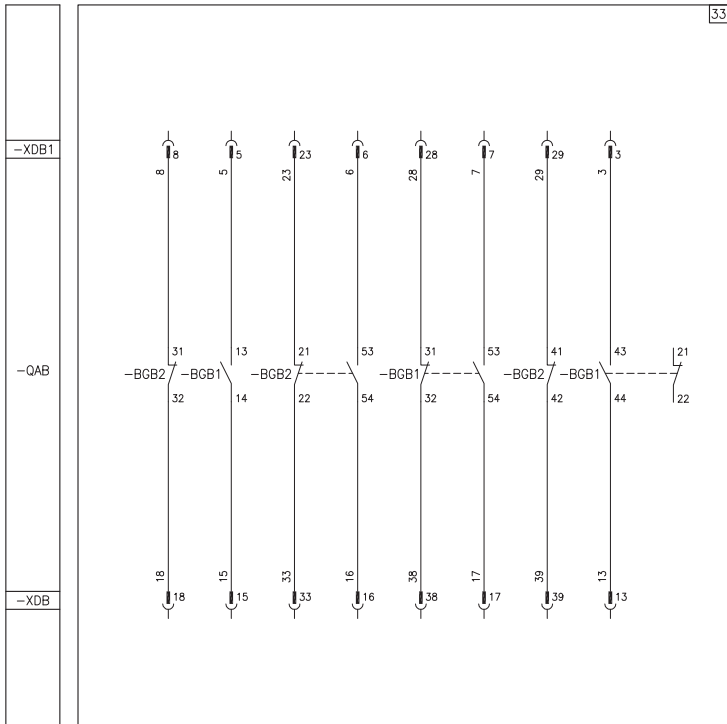 33
-XDB1 8 5 23 6 28 7 29 3
8 5 23 6 28 7 29 3
31 13 21 53 31 53 41 43 21
-QAB -BGB2 -BGB1 -BGB2 -BGB1 -BGB2 -BGB1
32 14 22 54 32 54 42 44 22
18 15 33 16 38 17 39 13
-XDB 18 15 33 16 38 17 39 13